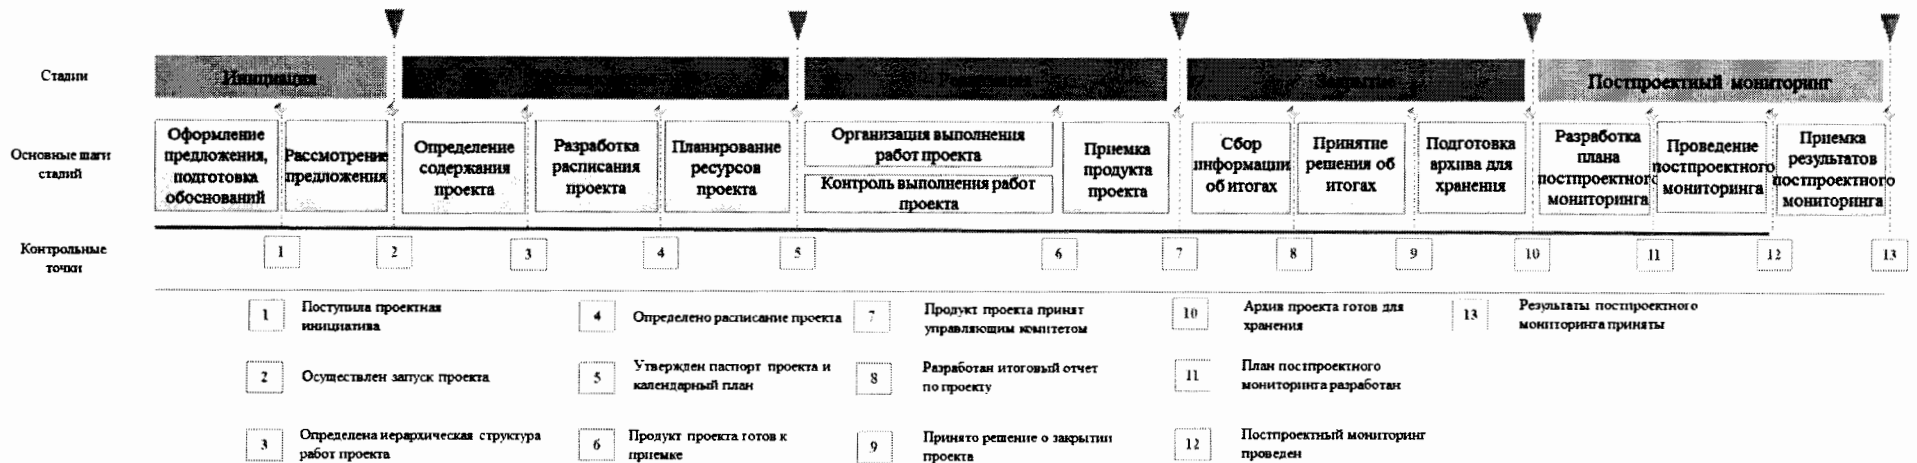 Стадии
Инициация
Постпроектный мониторинг
Основные шаги
стадий
Оформление
предложения,
подготовка
обоснований
Рассмотрение
предложения
Определение
содержания
проекта
Разработка
расписания
проекта
Планирование
ресурсов
проекта
Организация выполнения
работ проекта
Контроль выполнения работ
проекта
Приемка
продукта
проекта
Сбор
информации
об итогах
Принятие
решения об
итогах
Подготовка
архива для
хранения
Разработка
плана
постпроектного
мониторинга
Проведение
постпроектного
мониторинга
Приемка
результатов
постпроектного
мониторинга
Контрольные
точки
1 2 3 4 5 6 7 8 9 10 11 12 13
1 Поступила проектная
инициатива
2 Осуществлен запуск проекта
3 Определена иерархическая структура
работ проекта
4 Определено расписание проекта
5 Утвержден паспорт проекта и
календарный план
6 Продукт проекта готов к
приемке
7 Продукт проекта принят
управляющим комитетом
8 Разработан итоговый отчет
по проекту
9 Принято решение о закрытии
проекта
10 Архив проекта готов для
хранения
11 План постпроектного
мониторинга разработан
12 Постпроектный мониторинг
проведен
13 Результаты постпроектного
мониторинга приняты